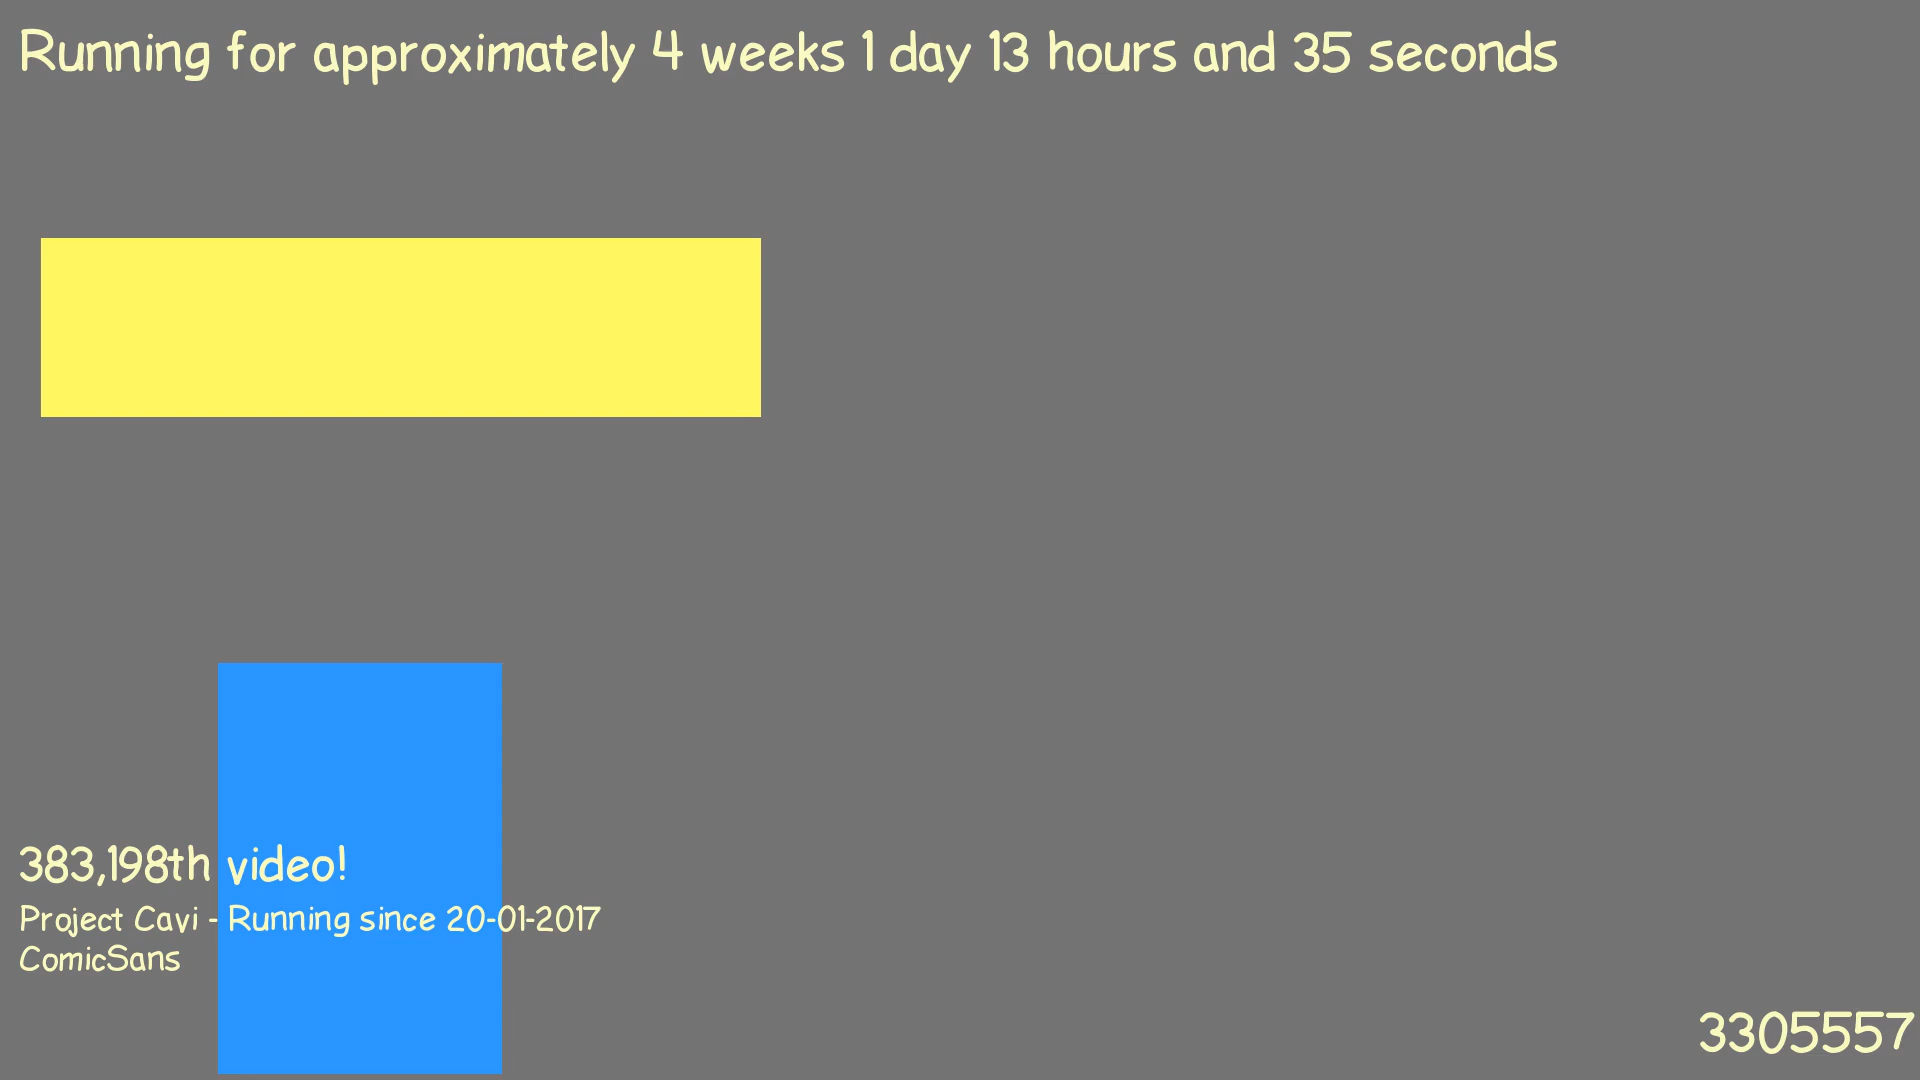 Running for approximately 4 weeks 1 day 13 hours and 35 seconds
383,198th video!
Project Cavi - Running since 20-01-2017
ComicSans
3305557